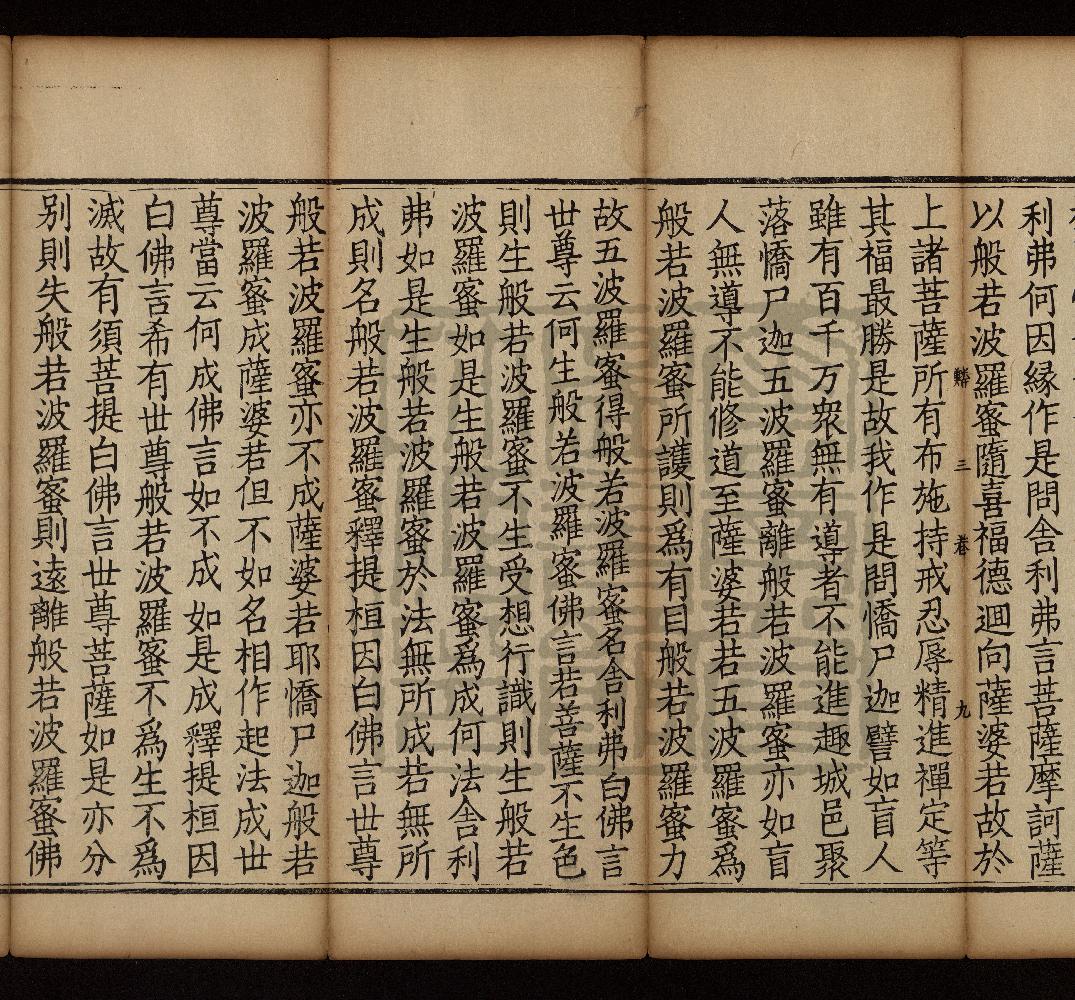 利弗何因縁作是問舍利弗言菩薩摩訶薩
以般若波羅蜜隨喜福德迴向薩婆若故於
三 卷 九
上諸菩薩所有布施持戒忍辱精進禪定等
其福最勝是故我作是問憍尸迦譬如盲人
雖有百千万衆無有導者不能進趣城邑聚
落憍尸迦五波羅蜜離般若波羅蜜亦如盲
人無導不能修道至薩婆若若五波羅蜜爲
般若波羅蜜所護則爲有目般若波羅蜜力
故五波羅蜜得般若波羅蜜名舍利弗白佛言
世尊云何生般若波羅蜜佛言若菩薩不生色
則生般若波羅蜜不生受想行識則生般若
波羅蜜如是生般若波羅蜜爲成何法舍利
弗如是生般若波羅蜜於法無所成若無所
成則名般若波羅蜜釋提桓因白佛言世尊
般若波羅蜜亦不成薩婆若耶憍尸迦般若
波羅蜜成薩婆若但不如名相作起法成世
尊當云何成佛言如不成如是成釋提桓因
白佛言希有世尊般若波羅蜜不爲生不爲
滅故有須菩提白佛言世尊菩薩如是亦分
别則失般若波羅蜜則遠離般若波羅蜜佛